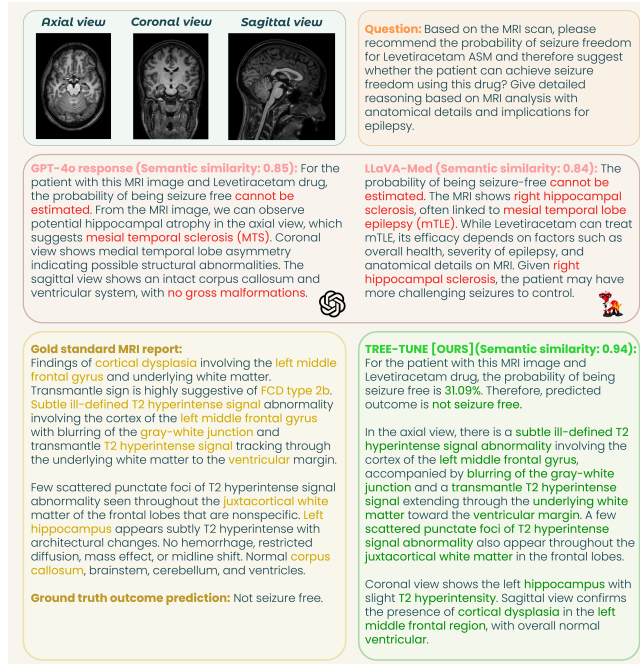 Axial view
Coronal view
Sagittal view
Question: Based on the MRI scan, please
recommend the probability of seizure freedom
for Levetiracetam ASM and therefore suggest
whether the patient can achieve seizure
freedom using this drug? Give detailed
reasoning based on MRI analysis with
anatomical details and implications for
epilepsy.
GPT-4o response (Semantic similarity: 0.85): For the
patient with this MRI image and Levetiracetam drug,
the probability of being seizure free cannot be
estimated. From the MRI image, we can observe
potential hippocampal atrophy in the axial view, which
suggests mesial temporal sclerosis (MTS). Coronal
view shows medial temporal lobe asymmetry
indicating possible structural abnormalities. The
sagittal view shows an intact corpus callosum and
ventricular system, with no gross malformations.
LLaVA-Med (Semantic similarity: 0.84): The
probability of being seizure-free cannot be
estimated. The MRI shows right hippocampal
sclerosis, often linked to mesial temporal lobe
epilepsy (mTLE). While Levetiracetam can treat
mTLE, its efficacy depends on factors such as
overall health, severity of epilepsy, and
anatomical details on MRI. Given right
hippocampal sclerosis, the patient may have
more challenging seizures to control.
Gold standard MRI report:
Findings of cortical dysplasia involving the left middle
frontal gyrus and underlying white matter.
Transmantle sign is highly suggestive of FCD type 2b.
Subtle ill-defined T2 hyperintense signal abnormality
involving the cortex of the left middle frontal gyrus
with blurring of the gray-white junction and
transmantle T2 hyperintense signal tracking through
the underlying white matter to the ventricular margin.
Few scattered punctate foci of T2 hyperintense signal
abnormality seen throughout the juxtacortical white
matter of the frontal lobes that are nonspecific. Left
hippocampus appears subtly T2 hyperintense with
architectural changes. No hemorrhage, restricted
diffusion, mass effect, or midline shift. Normal corpus
callosum, brainstem, cerebellum, and ventricles.
Ground truth outcome prediction: Not seizure free.
TREE-TUNE [OURS](Semantic similarity: 0.94):
For the patient with this MRI image and
Levetiracetam drug, the probability of being
seizure free is 31.09%. Therefore, predicted
outcome is not seizure free.
In the axial view, there is a subtle ill-defined T2
hyperintense signal abnormality involving the
cortex of the left middle frontal gyrus,
accompanied by blurring of the gray-white
junction and a transmantle T2 hyperintense
signal extending through the underlying white
matter toward the ventricular margin. A few
scattered punctate foci of T2 hyperintense
signal abnormality also appear throughout the
juxtacortical white matter in the frontal lobes.
Coronal view shows the left hippocampus with
slight T2 hyperintensity. Sagittal view confirms
the presence of cortical dysplasia in the left
middle frontal region, with overall normal
ventricular.